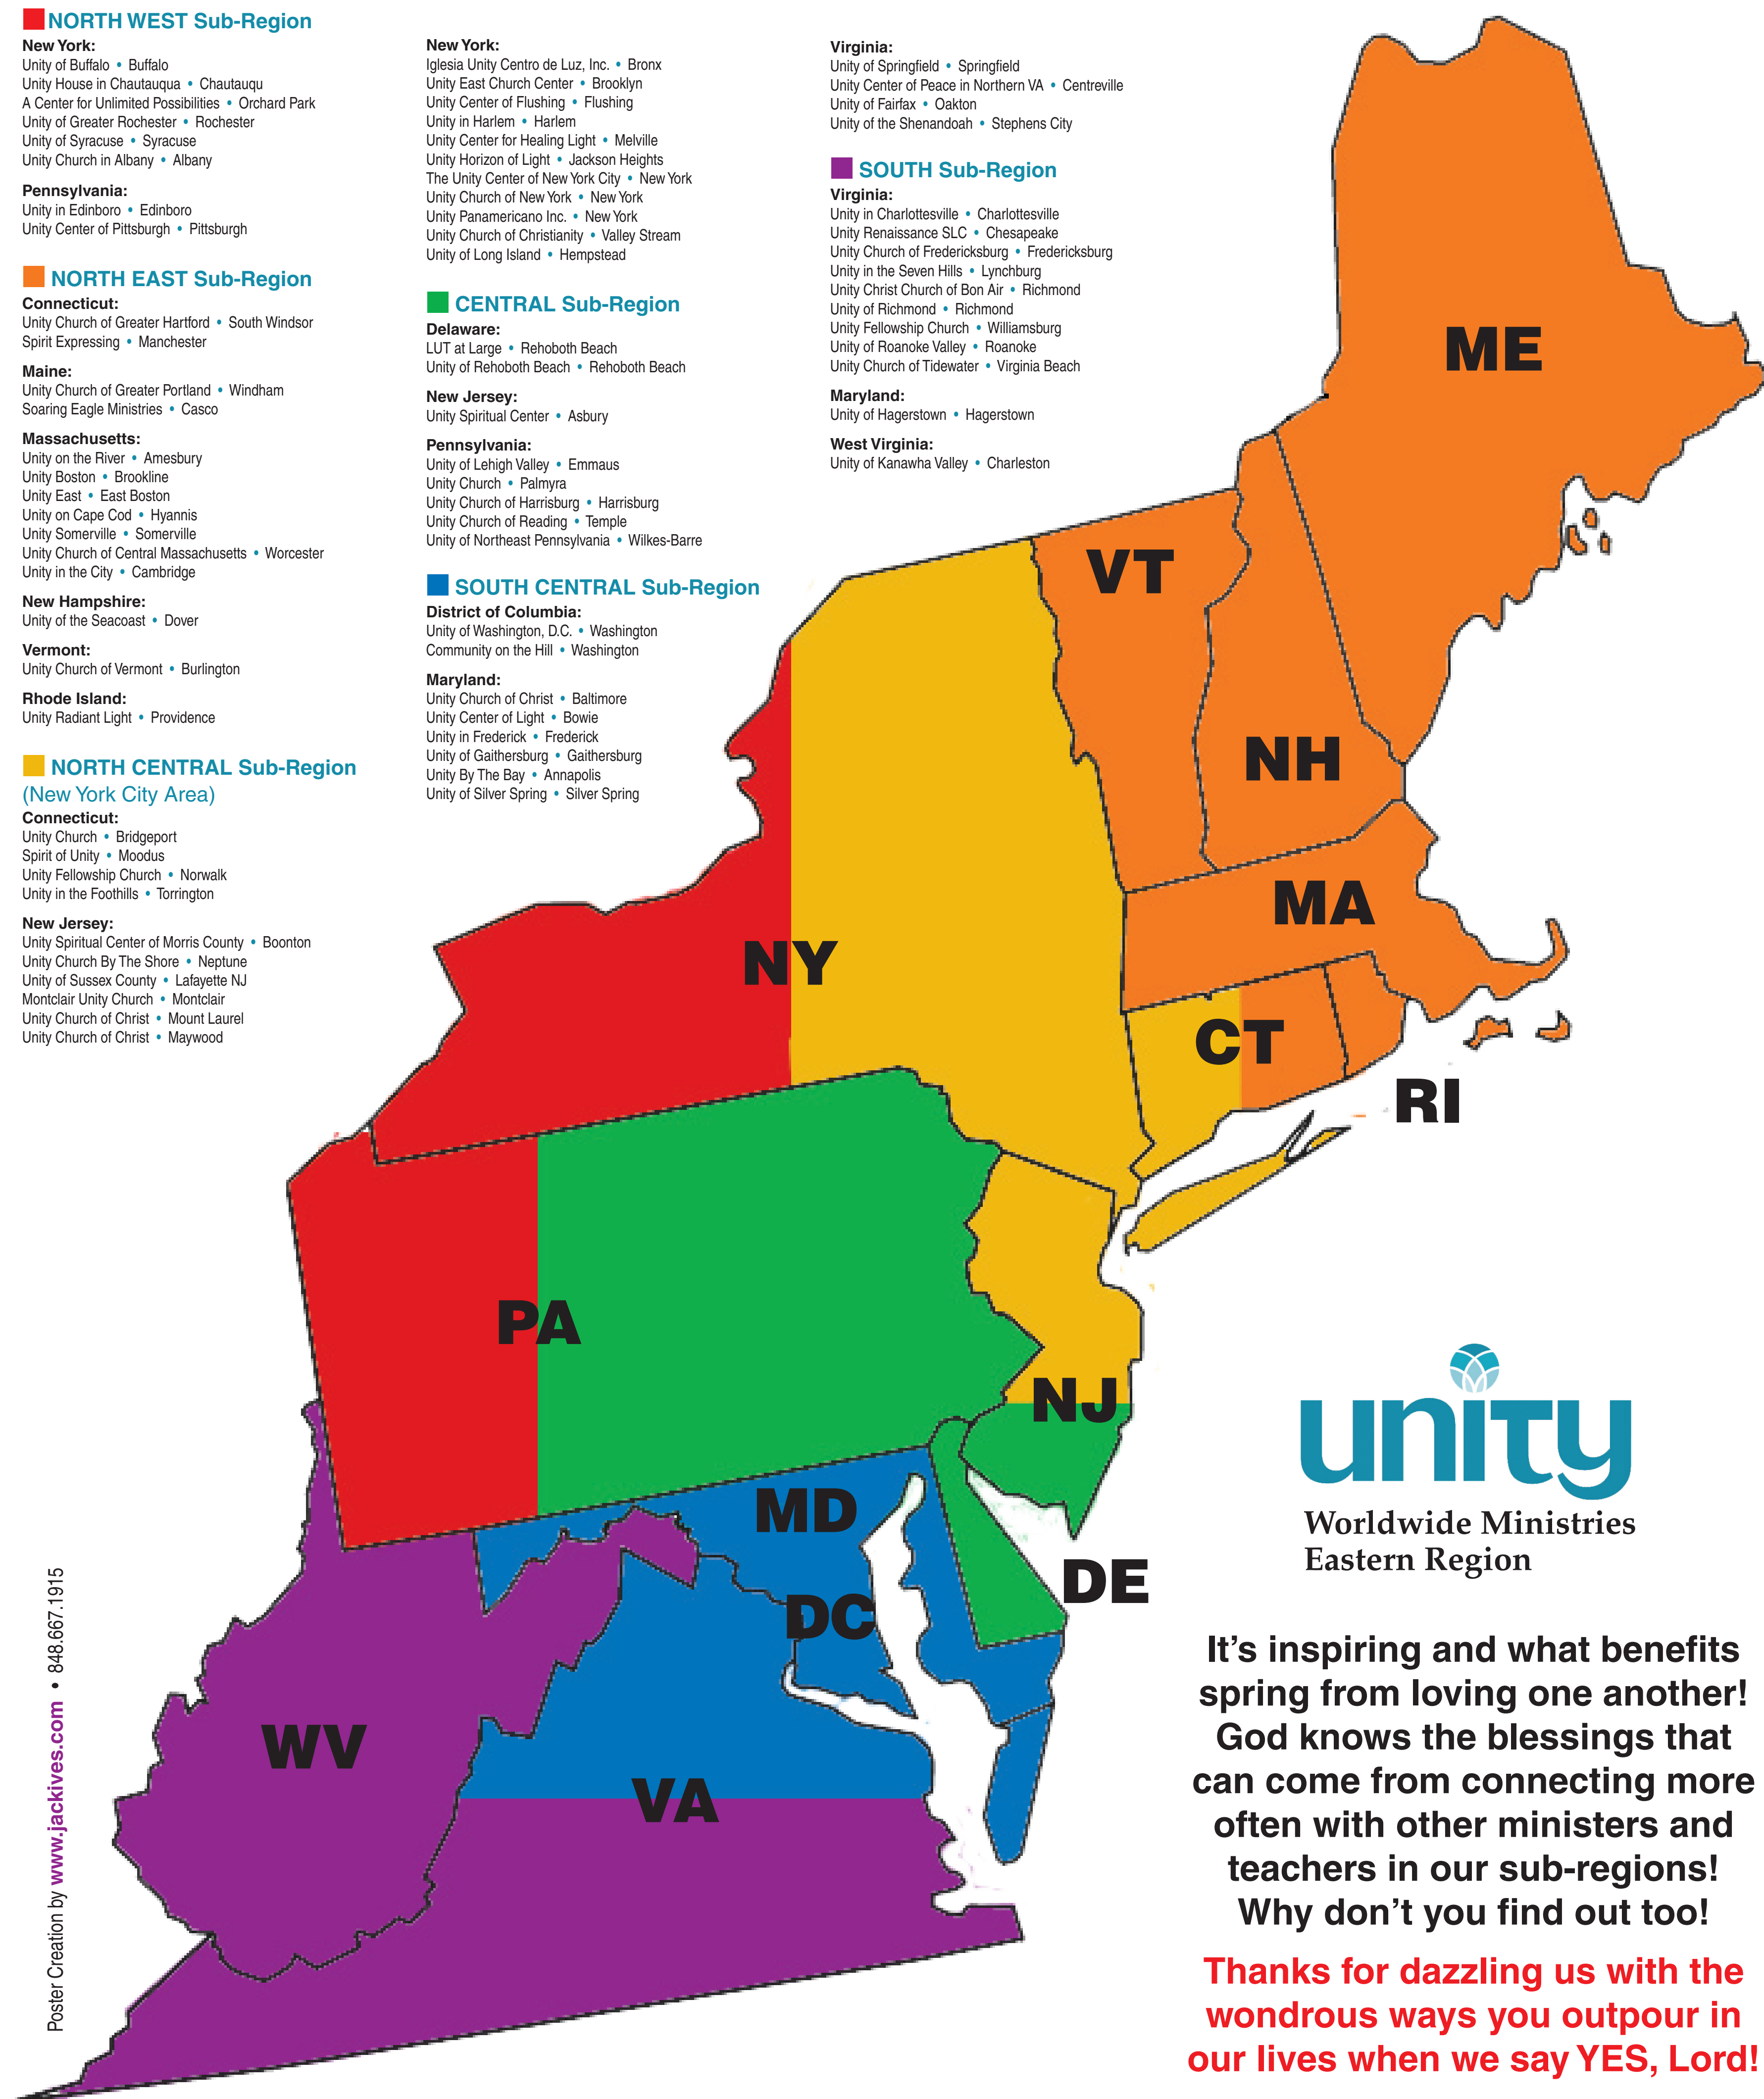 NORTH WEST Sub-Region
New York:
Unity of Buffalo • Buffalo
Unity House in Chautauqua • Chautauqu
A Center for Unlimited Possibilities • Orchard Park
Unity of Greater Rochester • Rochester
Unity of Syracuse • Syracuse
Unity Church in Albany • Albany
Pennsylvania:
Unity in Edinboro • Edinboro
Unity Center of Pittsburgh • Pittsburgh
NORTH EAST Sub-Region
Connecticut:
Unity Church of Greater Hartford • South Windsor
Spirit Expressing • Manchester
Maine:
Unity Church of Greater Portland • Windham
Soaring Eagle Ministries • Casco
Massachusetts:
Unity on the River • Amesbury
Unity Boston • Brookline
Unity East • East Boston
Unity on Cape Cod • Hyannis
Unity Somerville • Somerville
Unity Church of Central Massachusetts • Worcester
Unity in the City • Cambridge
New Hampshire:
Unity of the Seacoast • Dover
Vermont:
Unity Church of Vermont • Burlington
Rhode Island:
Unity Radiant Light • Providence
NORTH CENTRAL Sub-Region
(New York City Area)
Connecticut:
Unity Church • Bridgeport
Spirit of Unity • Moodus
Unity Fellowship Church • Norwalk
Unity in the Foothills • Torrington
New Jersey:
Unity Spiritual Center of Morris County • Boonton
Unity Church By The Shore • Neptune
Unity of Sussex County • Lafayette NJ
Montclair Unity Church • Montclair
Unity Church of Christ • Mount Laurel
Unity Church of Christ • Maywood
New York:
Iglesia Unity Centro de Luz, Inc. • Bronx
Unity East Church Center • Brooklyn
Unity Center of Flushing • Flushing
Unity in Harlem • Harlem
Unity Center for Healing Light • Melville
Unity Horizon of Light • Jackson Heights
The Unity Center of New York City • New York
Unity Church of New York • New York
Unity Panamericano Inc. • New York
Unity Church of Christianity • Valley Stream
Unity of Long Island • Hempstead
CENTRAL Sub-Region
Delaware:
LUT at Large • Rehoboth Beach
Unity of Rehoboth Beach • Rehoboth Beach
New Jersey:
Unity Spiritual Center • Asbury
Pennsylvania:
Unity of Lehigh Valley • Emmaus
Unity Church • Palmyra
Unity Church of Harrisburg • Harrisburg
Unity Church of Reading • Temple
Unity of Northeast Pennsylvania • Wilkes-Barre
SOUTH CENTRAL Sub-Region
District of Columbia:
Unity of Washington, D.C. • Washington
Community on the Hill • Washington
Maryland:
Unity Church of Christ • Baltimore
Unity Center of Light • Bowie
Unity in Frederick • Frederick
Unity of Gaithersburg • Gaithersburg
Unity By The Bay • Annapolis
Unity of Silver Spring • Silver Spring
Virginia:
Unity of Springfield • Springfield
Unity Center of Peace in Northern VA • Centreville
Unity of Fairfax • Oakton
Unity of the Shenandoah • Stephens City
SOUTH Sub-Region
Virginia:
Unity in Charlottesville • Charlottesville
Unity Renaissance SLC • Chesapeake
Unity Church of Fredericksburg • Fredericksburg
Unity in the Seven Hills • Lynchburg
Unity Christ Church of Bon Air • Richmond
Unity of Richmond • Richmond
Unity Fellowship Church • Williamsburg
Unity of Roanoke Valley • Roanoke
Unity Church of Tidewater • Virginia Beach
Maryland:
Unity of Hagerstown • Hagerstown
West Virginia:
Unity of Kanawha Valley • Charleston
ME
VT
NH
MA
NY
CT
RI
PA
NJ
MD
DE
DC
WV
VA
unity
Worldwide Ministries
Eastern Region
It’s inspiring and what benefits
spring from loving one another!
God knows the blessings that
can come from connecting more
often with other ministers and
teachers in our sub-regions!
Why don’t you find out too!
Thanks for dazzling us with the
wondrous ways you outpour in
our lives when we say YES, Lord!
Poster Creation by www.jackives.com • 848.667.1915